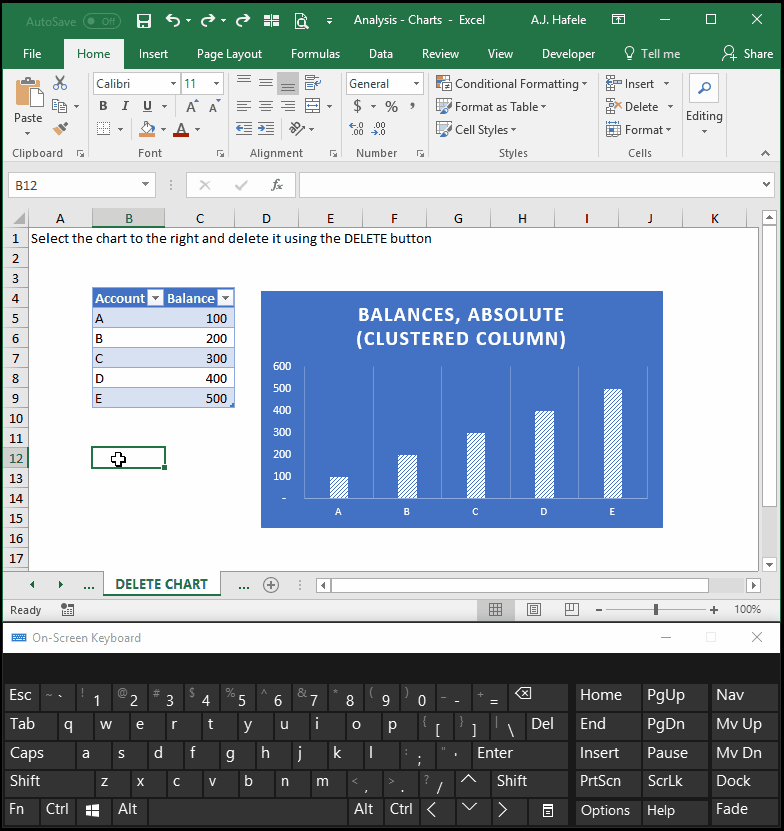 AutoSave Off Analysis - Charts - Excel A.J. Hafele
File Home Insert Page Layout Formulas Data Review View Developer Tell me Share
Paste
Calibri 11
B I U A A
A
General
$ % ,
.00 .0
Conditional Formatting
Format as Table
Cell Styles
Insert
Delete
Format
Editing
Clipboard Font Alignment Number Styles Cells
B12 fx
A B C D E F G H I J K
1 Select the chart to the right and delete it using the DELETE button
2
3
4 Account Balance
5 A 100
6 B 200
7 C 300
8 D 400
9 E 500
10
11
12
13
14
15
16
17
BALANCES, ABSOLUTE
(CLUSTERED COLUMN)
600
500
400
300
200
100
-
A B C D E
... DELETE CHART ...
Ready 100%
On-Screen Keyboard
Esc ~ ` ! 1 @ 2 # 3 $ 4 % 5 ^ 6 & 7 * 8 ( 9 ) 0 _ - + = Home PgUp Nav
Tab q w e r t y u i o p { [ } ] | \ Del End PgDn Mv Up
Caps a s d f g h j k l : ; " ' Enter Insert Pause Mv Dn
Shift z x c v b n m < , > . ? / Shift PrtScn ScrLk Dock
Fn Ctrl Alt Alt Ctrl Options Help Fade